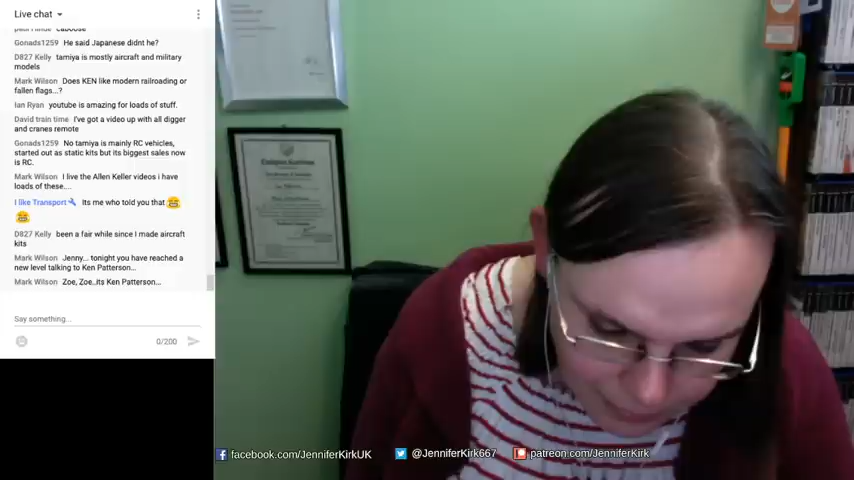 Live chat
caboose
Gonads1259 He said Japanese didnt he?
D827 Kelly tamiya is mostly aircraft and military
models
Mark Wilson Does KEN like modern railroading or
fallen flags...?
Ian Ryan youtube is amazing for loads of stuff.
David train time I've got a video up with all digger
and cranes remote
Gonads1259 No tamiya is mainly RC vehicles,
started out as static kits but its biggest sales now
is RC.
Mark Wilson I live the Allen Keller videos i have
loads of these....
I like Transport Its me who told you that
D827 Kelly been a fair while since I made aircraft
kits
Mark Wilson Jenny... tonight you have reached a
new level talking to Ken Patterson...
Mark Wilson Zoe, Zoe..its Ken Patterson...
Say something...
0/200
facebook.com/JenniferKirkUK @JenniferKirk667 patreon.com/JenniferKirk